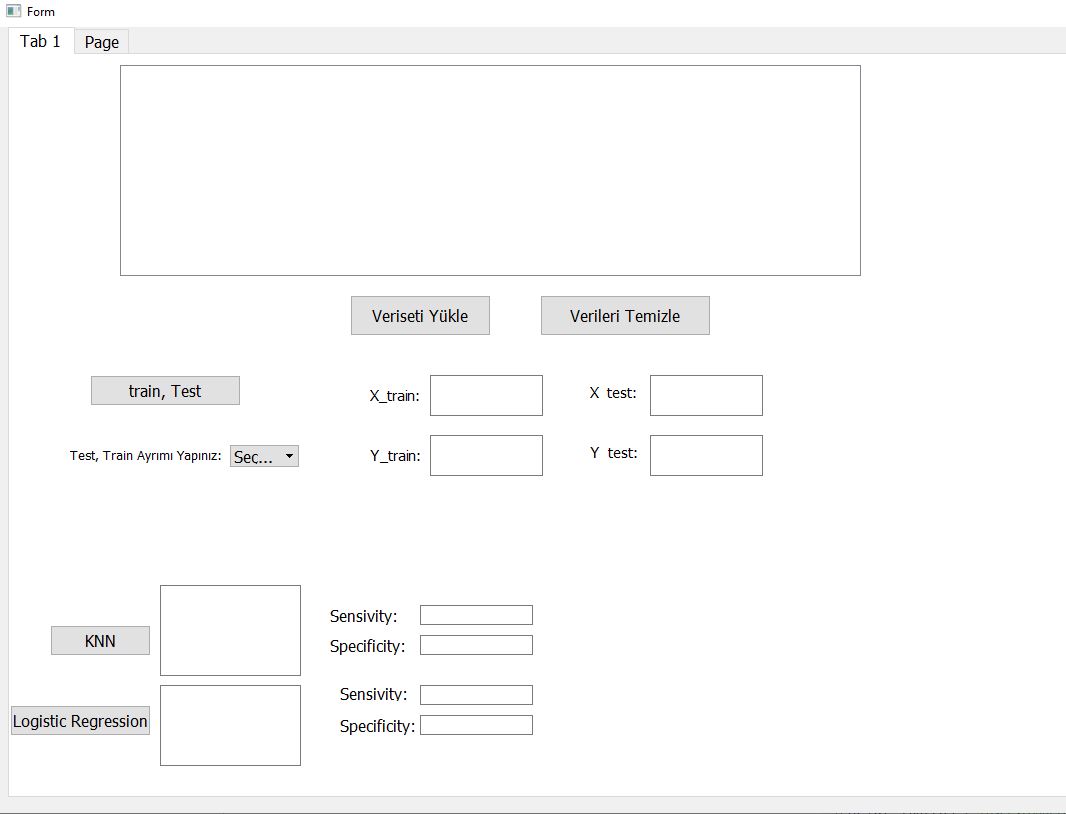 Form
Tab 1
Page
Veriseti Yükle
Verileri Temizle
train, Test
X_train:
X test:
Test, Train Ayrımı Yapınız:
Seç...
Y_train:
Y test:
Sensivity:
KNN
Specificity:
Sensivity:
Logistic Regression
Specificity: